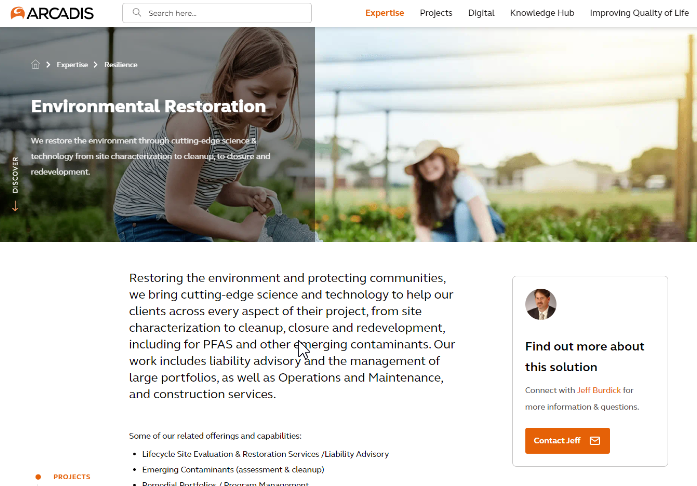 ARCADIS
Search here...
Expertise Projects Digital Knowledge Hub Improving Quality of Life
Expertise Resilience
Environmental Restoration
We restore the environment through cutting-edge science &
technology from site characterization to cleanup, to closure and
redevelopment.
DISCOVER
Restoring the environment and protecting communities,
we bring cutting-edge science and technology to help our
clients across every aspect of their project, from site
characterization to cleanup, closure and redevelopment,
including for PFAS and other emerging contaminants. Our
work includes liability advisory and the management of
large portfolios, as well as Operations and Maintenance,
and construction services.
Some of our related offerings and capabilities:
• Lifecycle Site Evaluation & Restoration Services /Liability Advisory
• Emerging Contaminants (assessment & cleanup)
• Remedial Portfolios / Program Management
PROJECTS
Find out more about
this solution
Connect with Jeff Burdick for
more information & questions.
Contact Jeff